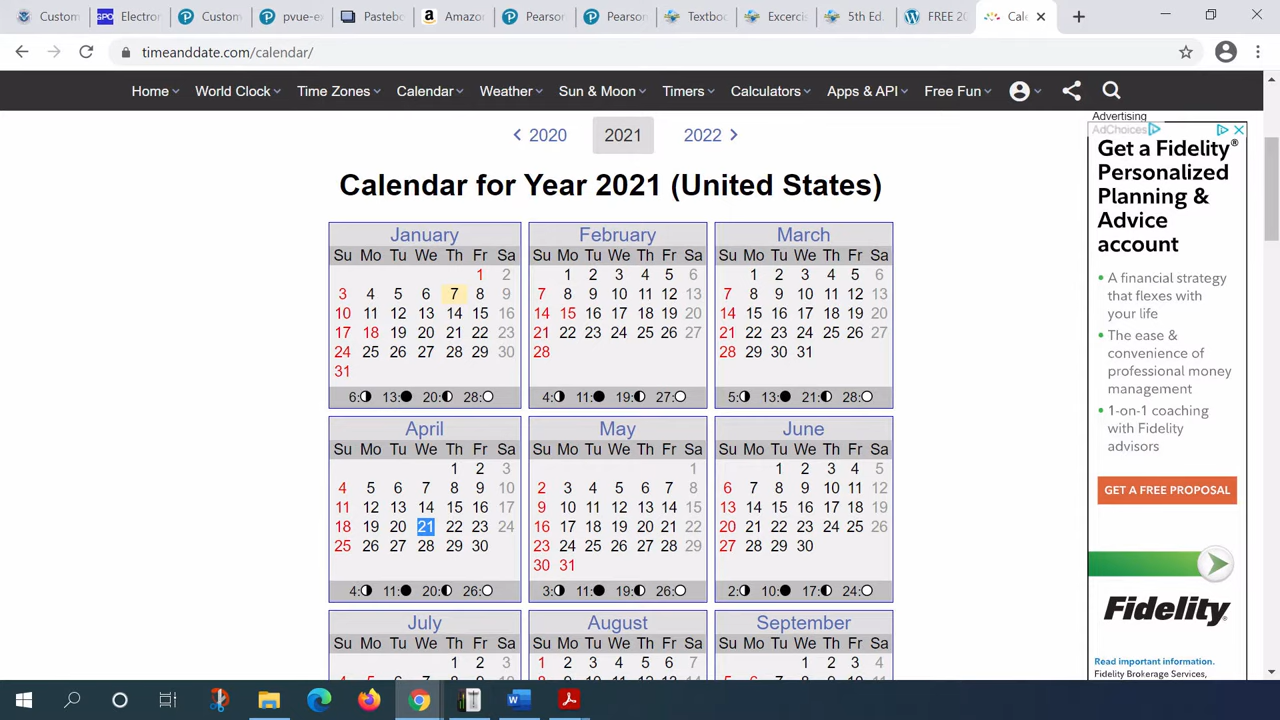 Custom
Electron
Custom
pvue-ex
Pastebo
Amazon
Pearson
Pearson
Textboo
Excerci
5th Ed.
FREE 20
Cale
timeanddate.com/calendar/
Home World Clock Time Zones Calendar Weather Sun & Moon Timers Calculators Apps & API Free Fun
2020 2021 2022
Calendar for Year 2021 (United States)
January
Su Mo Tu We Th Fr Sa
1 2
3 4 5 6 7 8 9
10 11 12 13 14 15 16
17 18 19 20 21 22 23
24 25 26 27 28 29 30
31
6: 13: 20: 28:
February
Su Mo Tu We Th Fr Sa
1 2 3 4 5 6
7 8 9 10 11 12 13
14 15 16 17 18 19 20
21 22 23 24 25 26 27
28
4: 11: 19: 27:
March
Su Mo Tu We Th Fr Sa
1 2 3 4 5 6
7 8 9 10 11 12 13
14 15 16 17 18 19 20
21 22 23 24 25 26 27
28 29 30 31
5: 13: 21: 28:
April
Su Mo Tu We Th Fr Sa
1 2 3
4 5 6 7 8 9 10
11 12 13 14 15 16 17
18 19 20 21 22 23 24
25 26 27 28 29 30
4: 11: 20: 26:
May
Su Mo Tu We Th Fr Sa
1
2 3 4 5 6 7 8
9 10 11 12 13 14 15
16 17 18 19 20 21 22
23 24 25 26 27 28 29
30 31
3: 11: 19: 26:
June
Su Mo Tu We Th Fr Sa
1 2 3 4 5
6 7 8 9 10 11 12
13 14 15 16 17 18 19
20 21 22 23 24 25 26
27 28 29 30
2: 10: 17: 24:
July
Su Mo Tu We Th Fr Sa
1 2 3
August
Su Mo Tu We Th Fr Sa
1 2 3 4 5 6 7
September
Su Mo Tu We Th Fr Sa
1 2 3 4
Advertising
AdChoices
Get a Fidelity®
Personalized
Planning &
Advice
account
• A financial strategy
that flexes with
your life
• The ease &
convenience of
professional money
management
• 1-on-1 coaching
with Fidelity
advisors
GET A FREE PROPOSAL
Fidelity
Read important information.
Fidelity Brokerage Services,